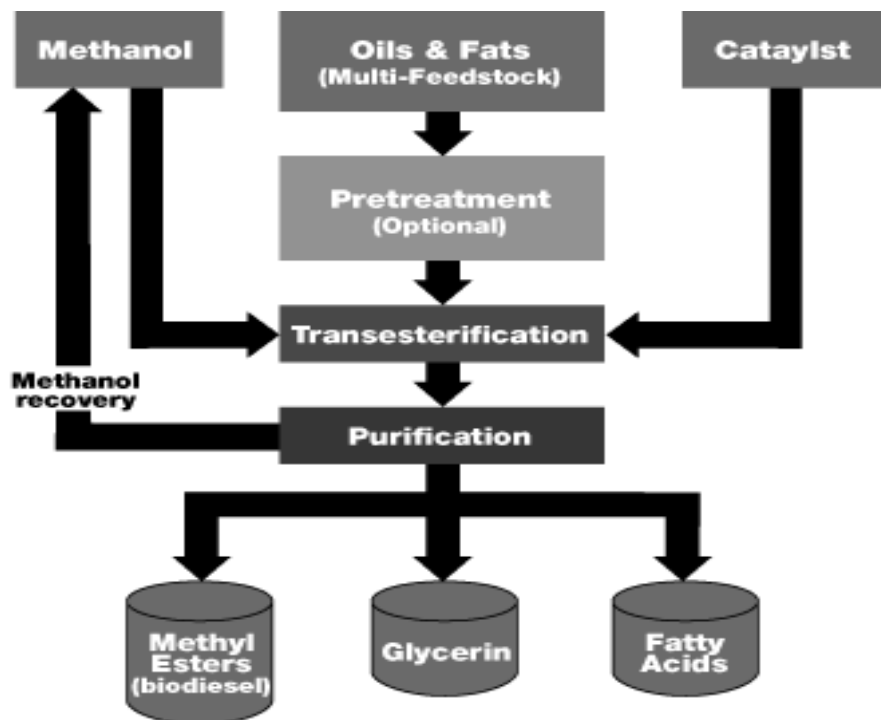 Methanol
Oils & Fats
(Multi-Feedstock)
Cataylst
Pretreatment
(Optional)
Transesterification
Methanol
recovery
Purification
Methyl
Esters
(biodiesel)
Glycerin
Fatty
Acids